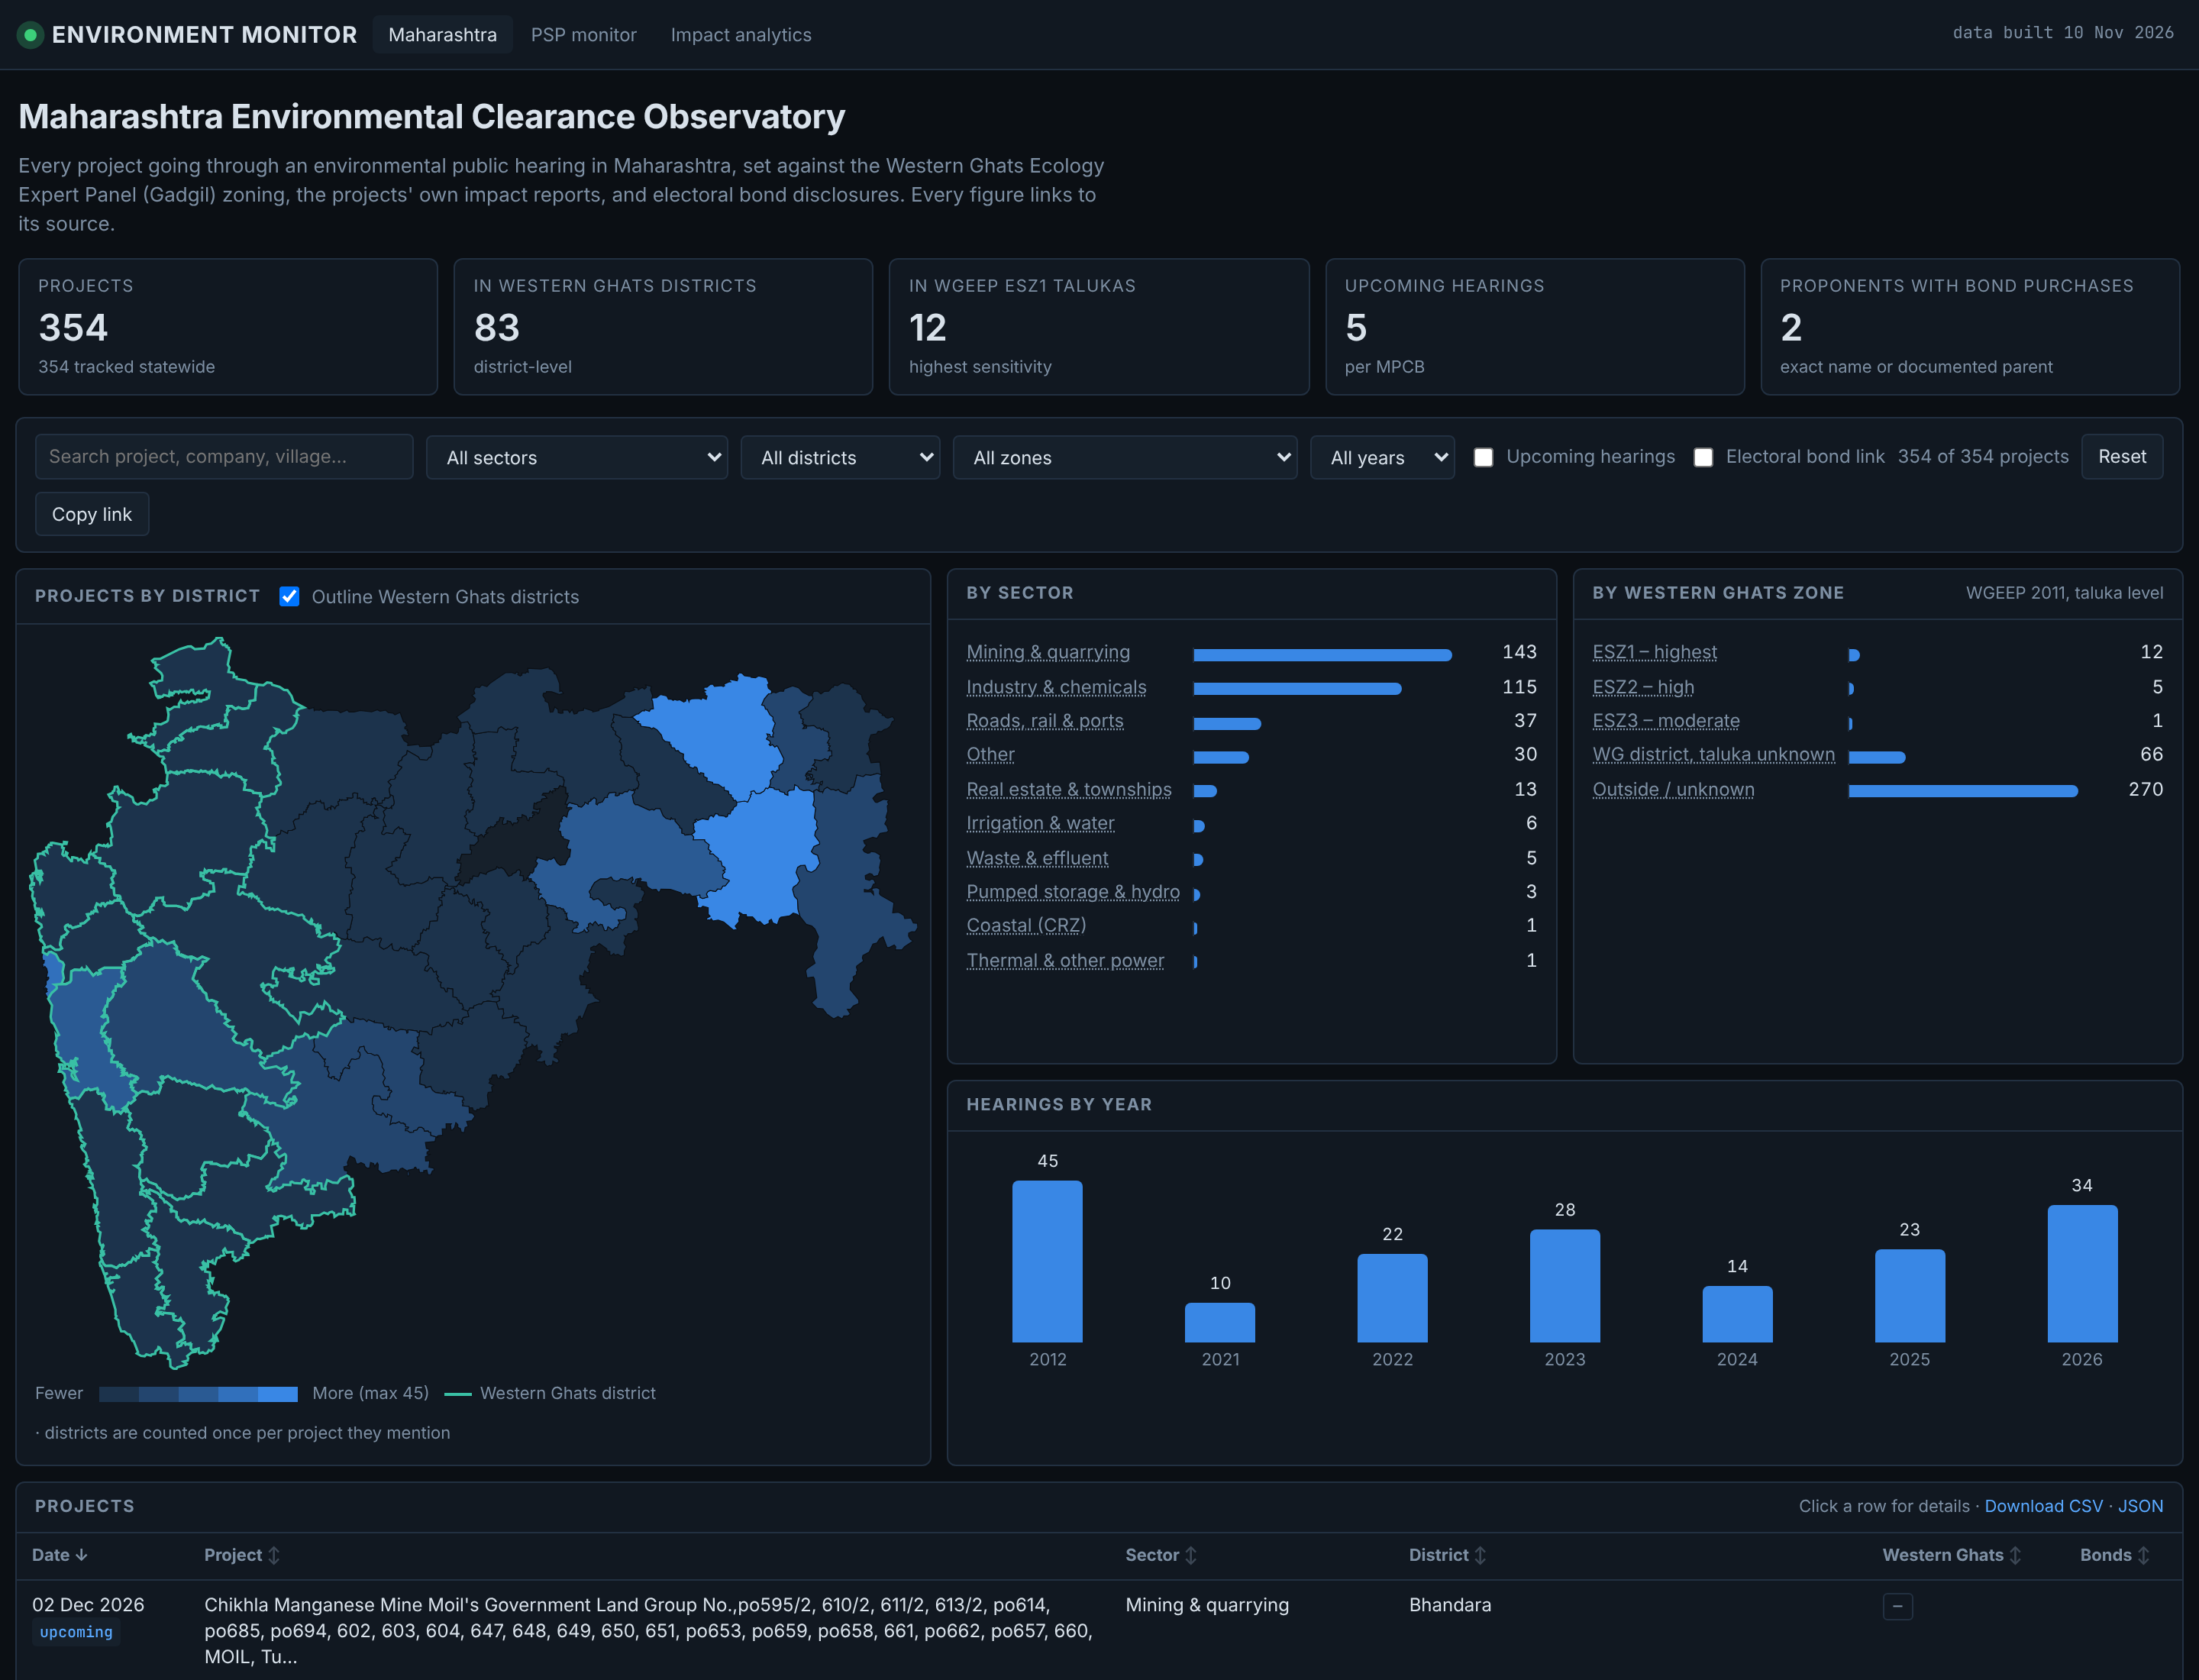 ENVIRONMENT MONITOR
Maharashtra
PSP monitor
Impact analytics
data built 10 Nov 2026
Maharashtra Environmental Clearance Observatory
Every project going through an environmental public hearing in Maharashtra, set against the Western Ghats Ecology
Expert Panel (Gadgil) zoning, the projects' own impact reports, and electoral bond disclosures. Every figure links to
its source.
PROJECTS
354
354 tracked statewide
IN WESTERN GHATS DISTRICTS
83
district-level
IN WGEEP ESZ1 TALUKAS
12
highest sensitivity
UPCOMING HEARINGS
5
per MPCB
PROPONENTS WITH BOND PURCHASES
2
exact name or documented parent
Search project, company, village...
All sectors
All districts
All zones
All years
Upcoming hearings
Electoral bond link
354 of 354 projects
Reset
Copy link
PROJECTS BY DISTRICT
Outline Western Ghats districts
Fewer
More (max 45)
Western Ghats district
· districts are counted once per project they mention
BY SECTOR
Mining & quarrying 143
Industry & chemicals 115
Roads, rail & ports 37
Other 30
Real estate & townships 13
Irrigation & water 6
Waste & effluent 5
Pumped storage & hydro 3
Coastal (CRZ) 1
Thermal & other power 1
BY WESTERN GHATS ZONE
WGEEP 2011, taluka level
ESZ1 – highest 12
ESZ2 – high 5
ESZ3 – moderate 1
WG district, taluka unknown 66
Outside / unknown 270
HEARINGS BY YEAR
45 10 22 28 14 23 34
2012 2021 2022 2023 2024 2025 2026
PROJECTS
Click a row for details · Download CSV · JSON
Date ↓ Project ↕ Sector ↕ District ↕ Western Ghats ↕ Bonds ↕
02 Dec 2026
upcoming
Chikhla Manganese Mine Moil's Government Land Group No.,po595/2, 610/2, 611/2, 613/2, po614,
po685, po694, 602, 603, 604, 647, 648, 649, 650, 651, po653, po659, po658, 661, po662, po657, 660,
MOIL, Tu...
Mining & quarrying
Bhandara
–